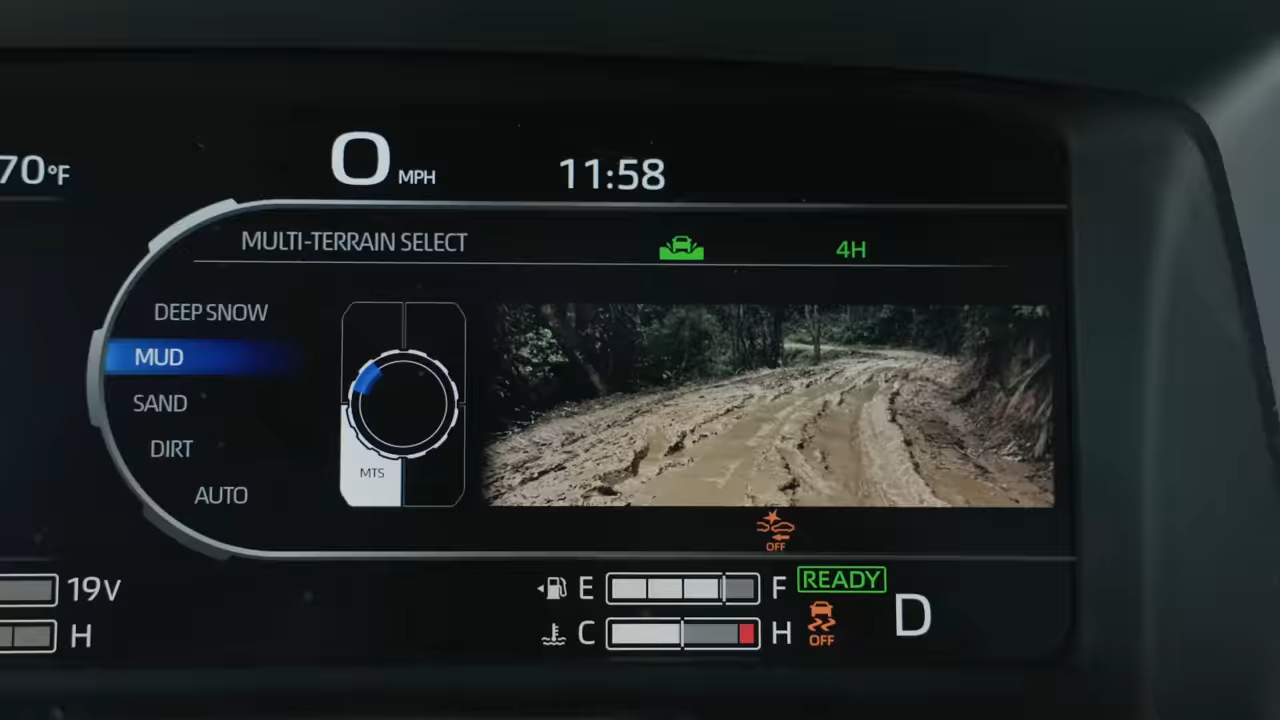 70°F
0 MPH
11:58
MULTI-TERRAIN SELECT
4H
DEEP SNOW
MUD
SAND
DIRT
AUTO
MTS
OFF
19V
E F
READY
H
C H
OFF
D